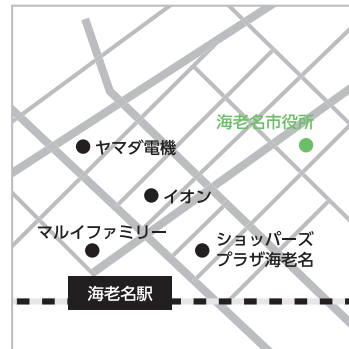 海老名市役所
ヤマダ電機
イオン
マルイファミリー
ショッパーズ
プラザ海老名
海老名駅